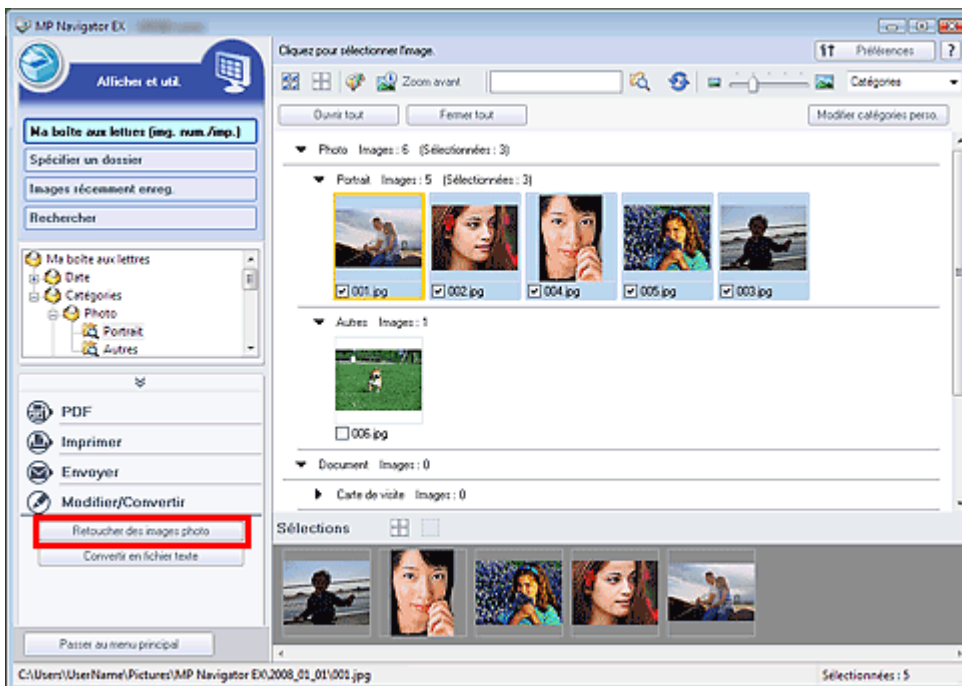 MP Navigator EX
Cliquez pour sélectionner l'image.
Préférences
?
Afficher et util.
Zoom avant
Catégories
Ouvrir tout
Fermer tout
Modifier catégories perso.
Ma boîte aux lettres (img. num./imp.)
Spécifier un dossier
Images récemment enreg.
Rechercher
Ma boîte aux lettres
Date
Catégories
Photo
Portrait
Autres
Photo Images : 6 (Sélectionnées : 3)
Portrait Images : 5 (Sélectionnées : 3)
001.jpg
002.jpg
004.jpg
005.jpg
003.jpg
Autres Images : 1
006.jpg
Document Images : 0
Carte de visite Images : 0
PDF
Imprimer
Envoyer
Modifier/Convertir
Retoucher des images photo
Convertir en fichier texte
Sélections
Passer au menu principal
C:\Users\UserName\Pictures\MP Navigator EX\2008_01_01\001.jpg
Sélectionnées : 5